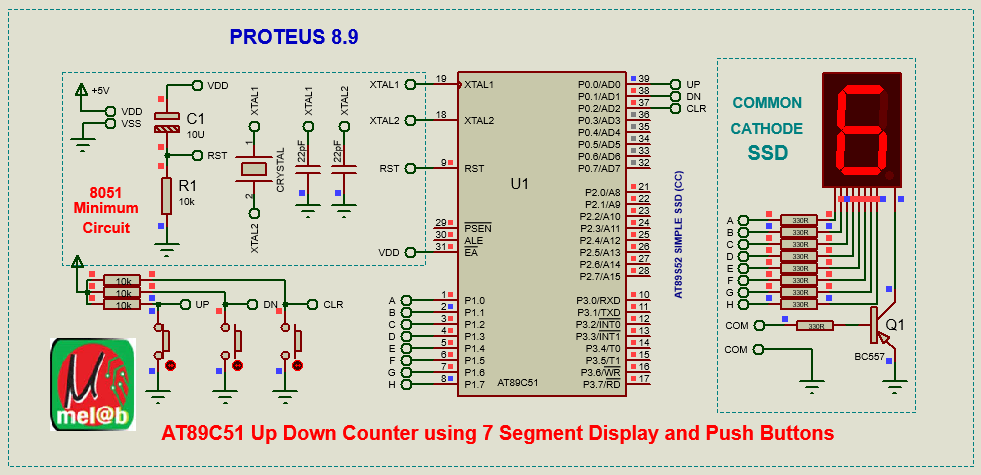 PROTEUS 8.9
+5V
VDD
VSS
VDD
C1
10U
RST
R1
10k
8051
Minimum
Circuit
XTAL1
1
CRYSTAL
2
XTAL2
XTAL1
22pF
XTAL2
22pF
XTAL1
XTAL2
RST
VDD
19
18
9
29
30
31
XTAL1
XTAL2
RST
PSEN
ALE
EA
U1
P0.0/AD0
P0.1/AD1
P0.2/AD2
P0.3/AD3
P0.4/AD4
P0.5/AD5
P0.6/AD6
P0.7/AD7
39
38
37
36
35
34
33
32
UP
DN
CLR
P2.0/A8
P2.1/A9
P2.2/A10
P2.3/A11
P2.4/A12
P2.5/A13
P2.6/A14
P2.7/A15
21
22
23
24
25
26
27
28
A
B
C
D
E
F
G
H
1
2
3
4
5
6
7
8
P1.0
P1.1
P1.2
P1.3
P1.4
P1.5
P1.6
P1.7
P3.0/RXD
P3.1/TXD
P3.2/INT0
P3.3/INT1
P3.4/T0
P3.5/T1
P3.6/WR
P3.7/RD
10
11
12
13
14
15
16
17
AT89C51
AT89S52 SIMPLE SSD (CC)
COMMON
CATHODE
SSD
6
A
B
C
D
E
F
G
H
330R
330R
330R
330R
330R
330R
330R
330R
COM
330R
Q1
BC557
COM
10k
10k
10k
UP
DN
CLR
mel@b
AT89C51 Up Down Counter using 7 Segment Display and Push Buttons